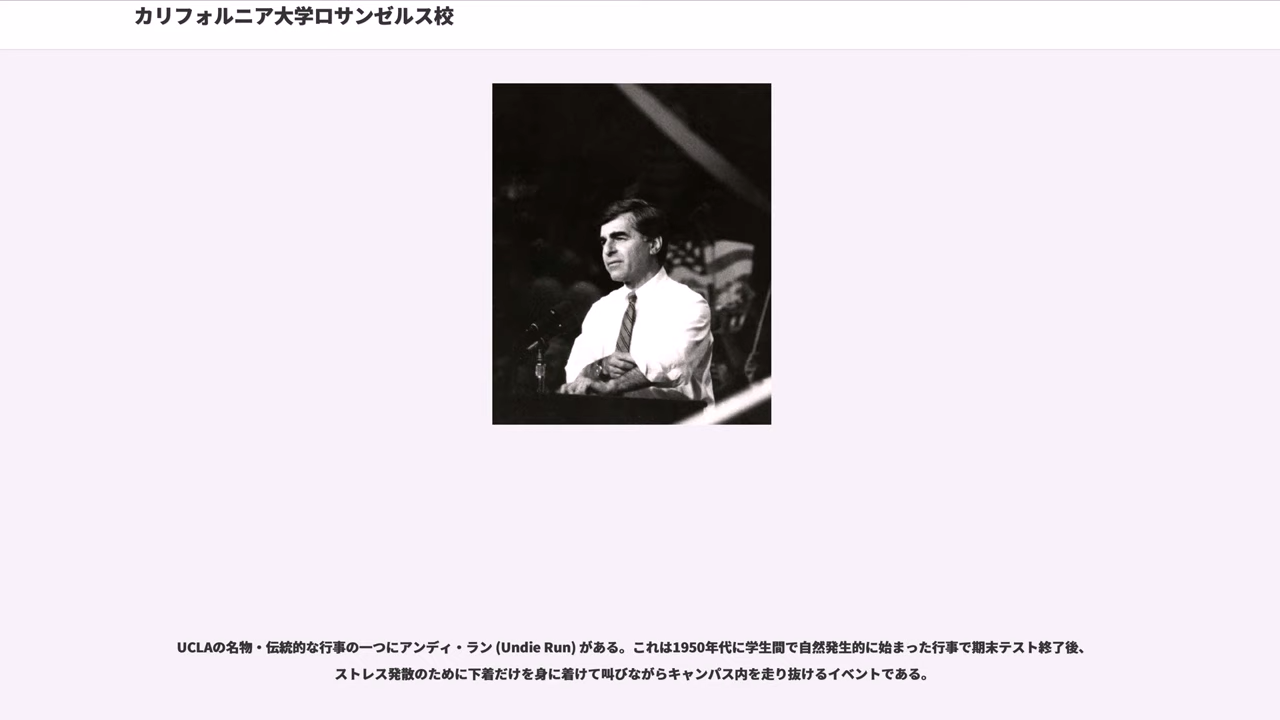 カリフォルニア大学ロサンゼルス校
UCLAの名物・伝統的な行事の一つにアンディ・ラン (Undie Run) がある。これは1950年代に学生間で自然発生的に始まった行事で期末テスト終了後、
ストレス発散のために下着だけを身に着けて叫びながらキャンパス内を走り抜けるイベントである。